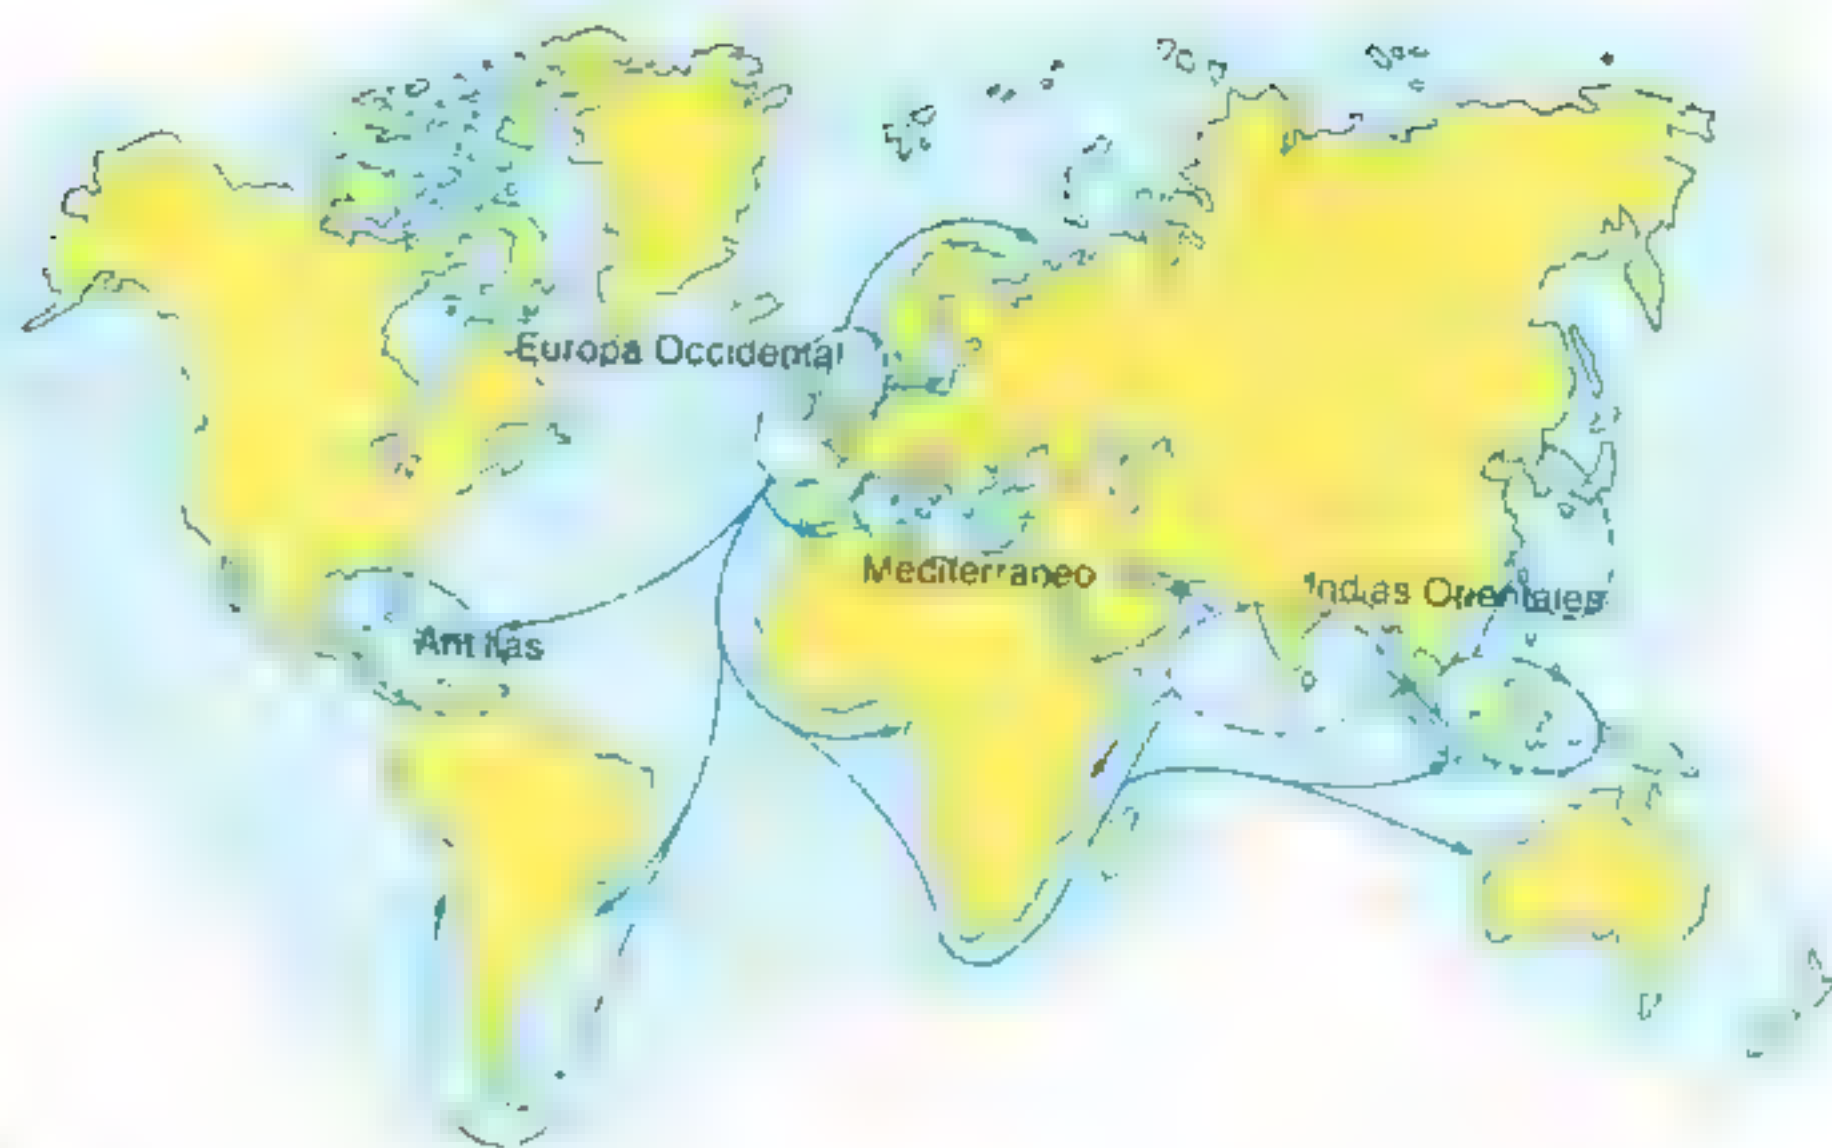 Europa Occidental
Mediterraneo
Indias Orientales
Antillas